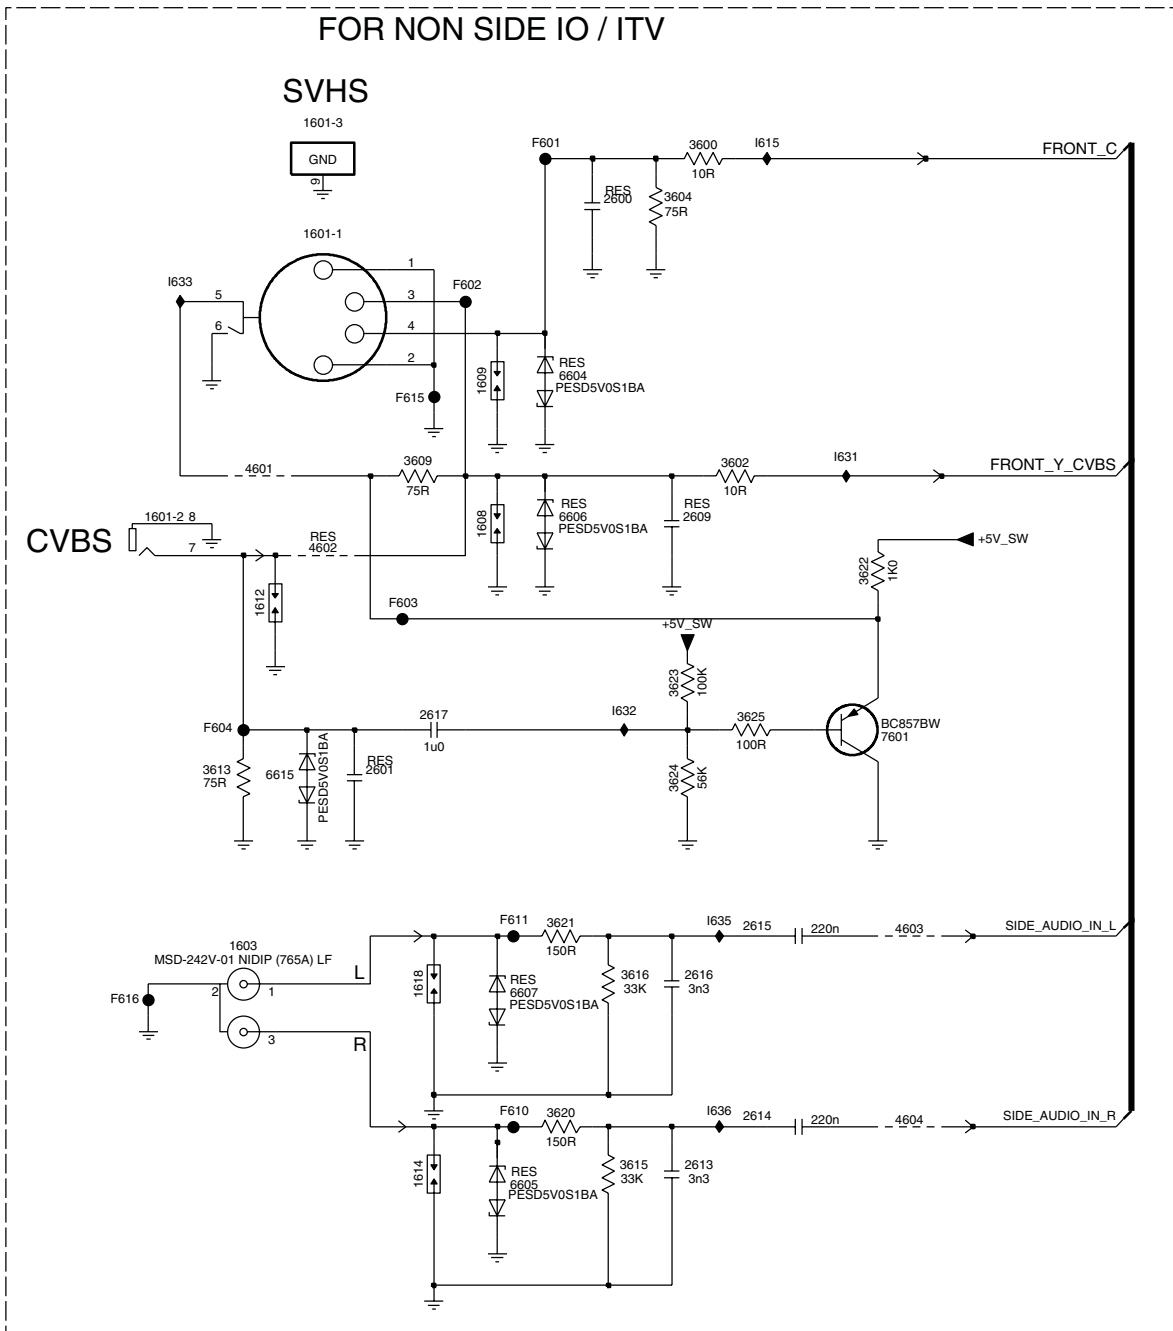 FOR NON SIDE IO / ITV
SVHS
1601-3
GND
9
F601
3600
10R
I615
FRONT_C
RES
2600
3604
75R
1601-1
I633
5
6
1
3
4
2
F602
F615
1609
RES
6604
PESD5V0S1BA
4601
3609
75R
3602
10R
I631
FRONT_Y_CVBS
1608
RES
6606
PESD5V0S1BA
RES
2609
CVBS
1601-2 8
7
RES
4602
1612
F603
+5V_SW
3622
1K0
+5V_SW
3623
100K
F604
2617
1u0
I632
3625
100R
BC857BW
7601
3613
75R
6615
PESD5V0S1BA
RES
2601
3624
56K
1603
MSD-242V-01 NIDIP (765A) LF
F616
2
1
3
L
R
F611
3621
150R
I635
2615
220n
4603
SIDE_AUDIO_IN_L
1618
RES
6607
PESD5V0S1BA
3616
33K
2616
3n3
F610
3620
150R
I636
2614
220n
4604
SIDE_AUDIO_IN_R
1614
RES
6605
PESD5V0S1BA
3615
33K
2613
3n3